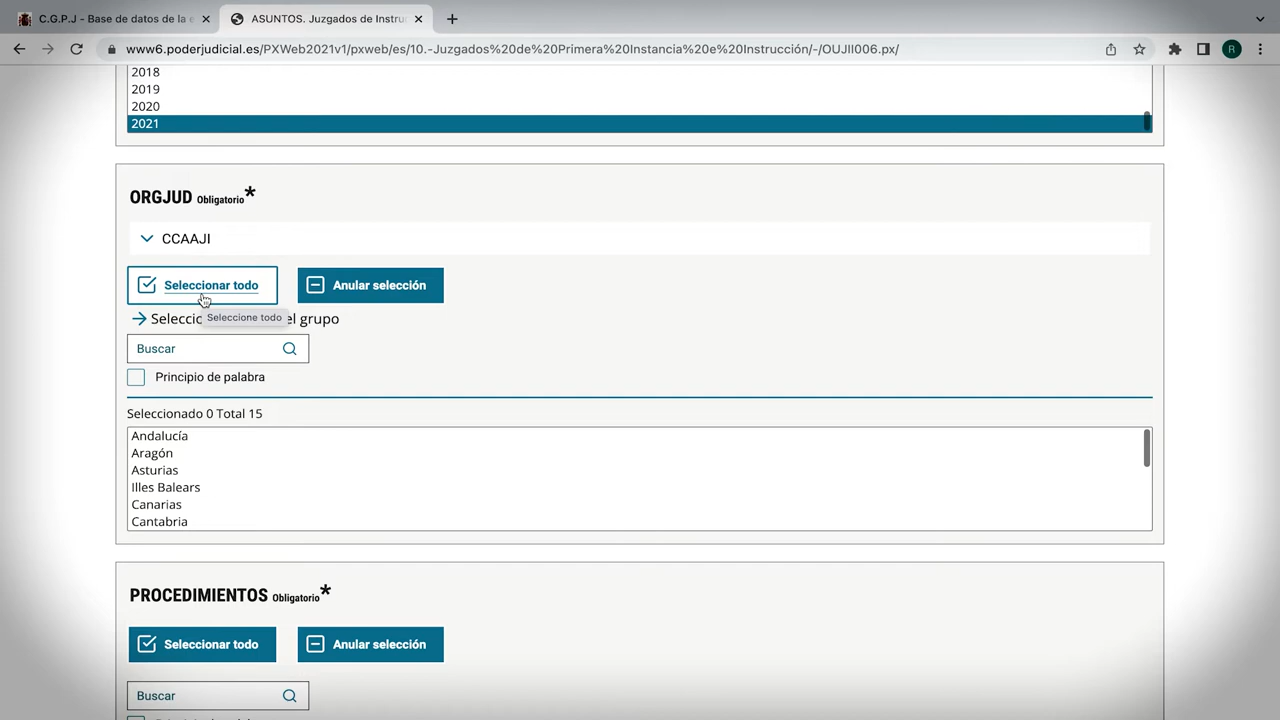 C.G.P.J - Base de datos de la e
ASUNTOS. Juzgados de Instru
www6.poderjudicial.es/PXWeb2021v1/pxweb/es/10.-Juzgados%20de%20Primera%20Instancia%20e%20Instrucción/-/OUJII006.px/
R
2018
2019
2020
2021
ORGJUD Obligatorio*
CCAAJI
Seleccionar todo
Anular selección
Selecci
el grupo
Seleccione todo
Buscar
Principio de palabra
Seleccionado 0 Total 15
Andalucía
Aragón
Asturias
Illes Balears
Canarias
Cantabria
PROCEDIMIENTOS Obligatorio*
Seleccionar todo
Anular selección
Buscar